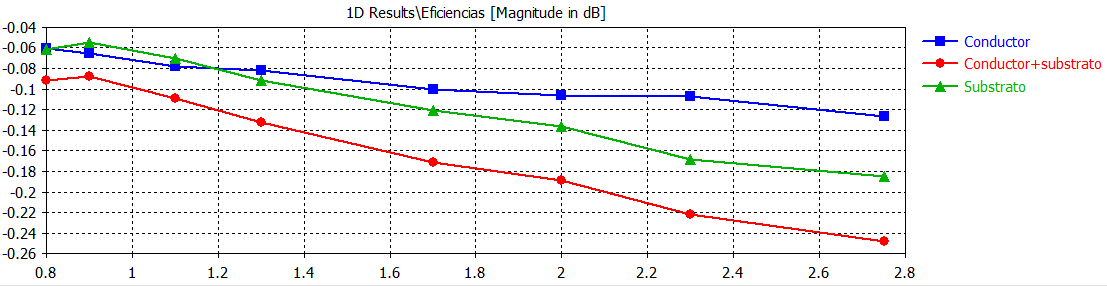 1D Results\Eficiencias [Magnitude in dB]
-0.04
-0.06
-0.08
-0.1
-0.12
-0.14
-0.16
-0.18
-0.2
-0.22
-0.24
-0.26
0.8 1 1.2 1.4 1.6 1.8 2 2.2 2.4 2.6 2.8
Conductor
Conductor+substrato
Substrato